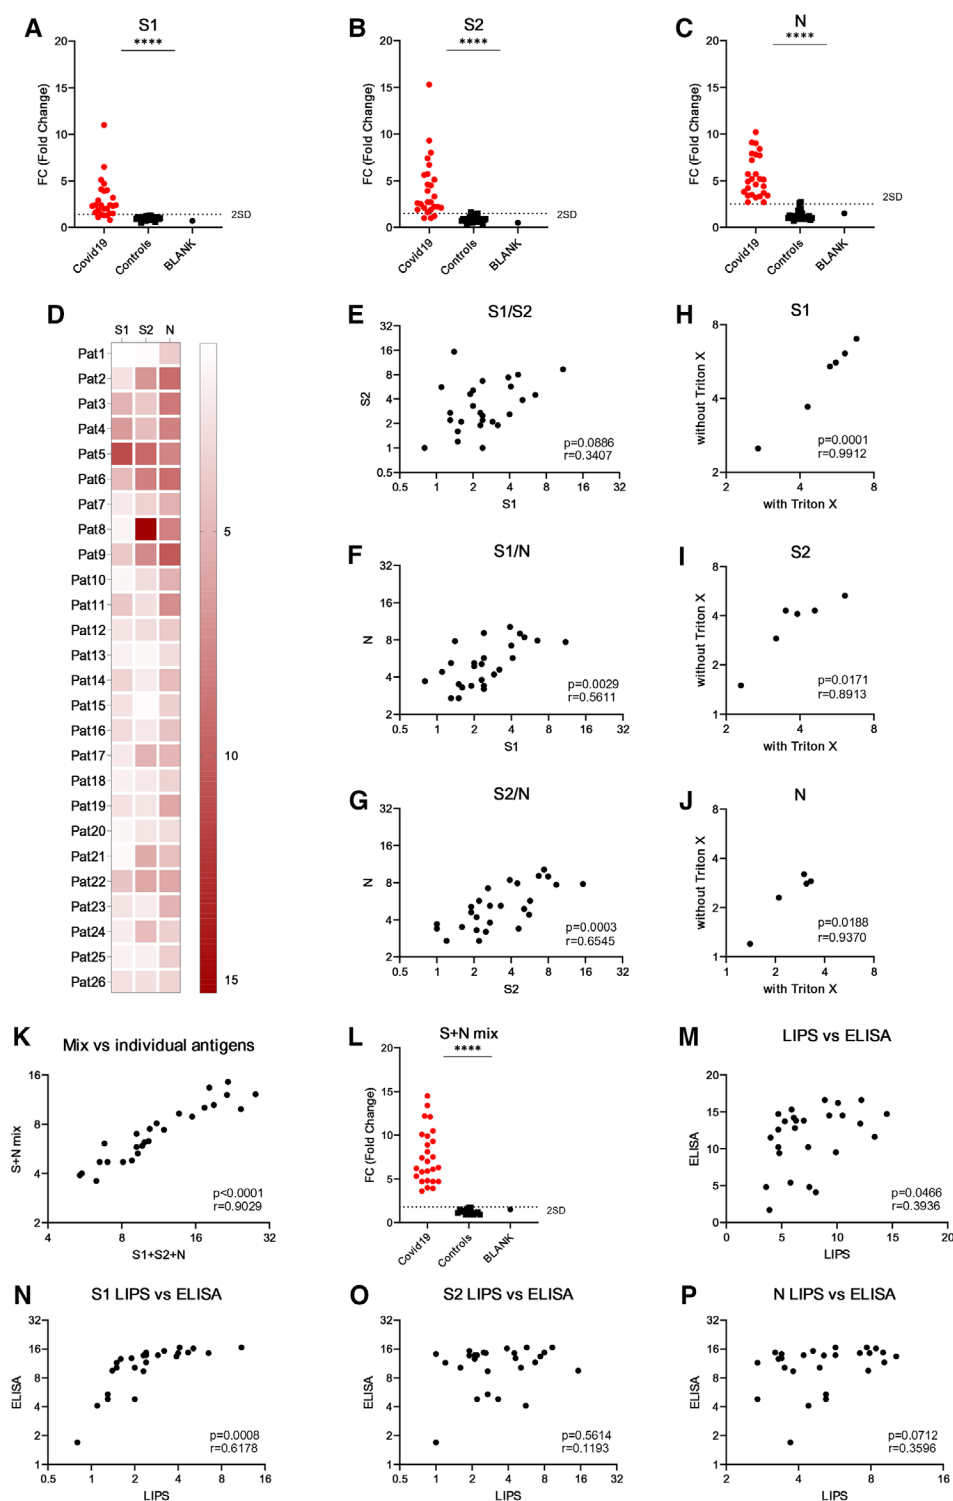 A
S1
****
20
15
10
5
0
FC (Fold Change)
2SD
Covid19
Controls
BLANK
B
S2
****
20
15
10
5
0
FC (Fold Change)
2SD
Covid19
Controls
BLANK
C
N
****
20
15
10
5
0
FC (Fold Change)
2SD
Covid19
Controls
BLANK
D
S1 S2 N
Pat1
Pat2
Pat3
Pat4
Pat5
Pat6
Pat7
Pat8
Pat9
Pat10
Pat11
Pat12
Pat13
Pat14
Pat15
Pat16
Pat17
Pat18
Pat19
Pat20
Pat21
Pat22
Pat23
Pat24
Pat25
Pat26
5
10
15
E
S1/S2
32
16
8
4
2
1
0.5
S2
p=0.0886
r=0.3407
0.5 1 2 4 8 16 32
S1
F
S1/N
32
16
8
4
2
N
p=0.0029
r=0.5611
0.5 1 2 4 8 16 32
S1
G
S2/N
32
16
8
4
2
N
p=0.0003
r=0.6545
0.5 1 2 4 8 16 32
S2
H
S1
8
4
2
without Triton X
p=0.0001
r=0.9912
2 4 8
with Triton X
I
S2
8
4
2
1
without Triton X
p=0.0171
r=0.8913
2 4 8
with Triton X
J
N
8
4
2
1
without Triton X
p=0.0188
r=0.9370
1 2 4 8
with Triton X
K
Mix vs individual antigens
16
8
4
2
S+N mix
p<0.0001
r=0.9029
4 8 16 32
S1+S2+N
L
S+N mix
****
20
15
10
5
0
FC (Fold Change)
2SD
Covid19
Controls
BLANK
M
LIPS vs ELISA
20
15
10
5
0
ELISA
p=0.0466
r=0.3936
0 5 10 15 20
LIPS
N
S1 LIPS vs ELISA
32
16
8
4
2
1
ELISA
p=0.0008
r=0.6178
0.5 1 2 4 8 16
LIPS
O
S2 LIPS vs ELISA
32
16
8
4
2
1
ELISA
p=0.5614
r=0.1193
0.5 1 2 4 8 16 32
LIPS
P
N LIPS vs ELISA
32
16
8
4
2
1
ELISA
p=0.0712
r=0.3596
2 4 8 16
LIPS